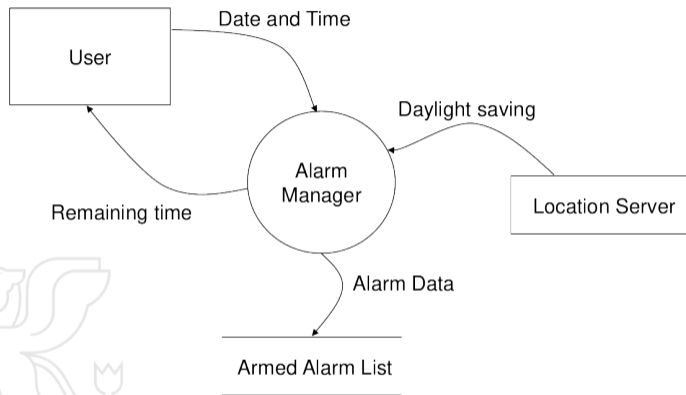 Date and Time
User
Daylight saving
Alarm
Manager
Location Server
Remaining time
Alarm Data
Armed Alarm List